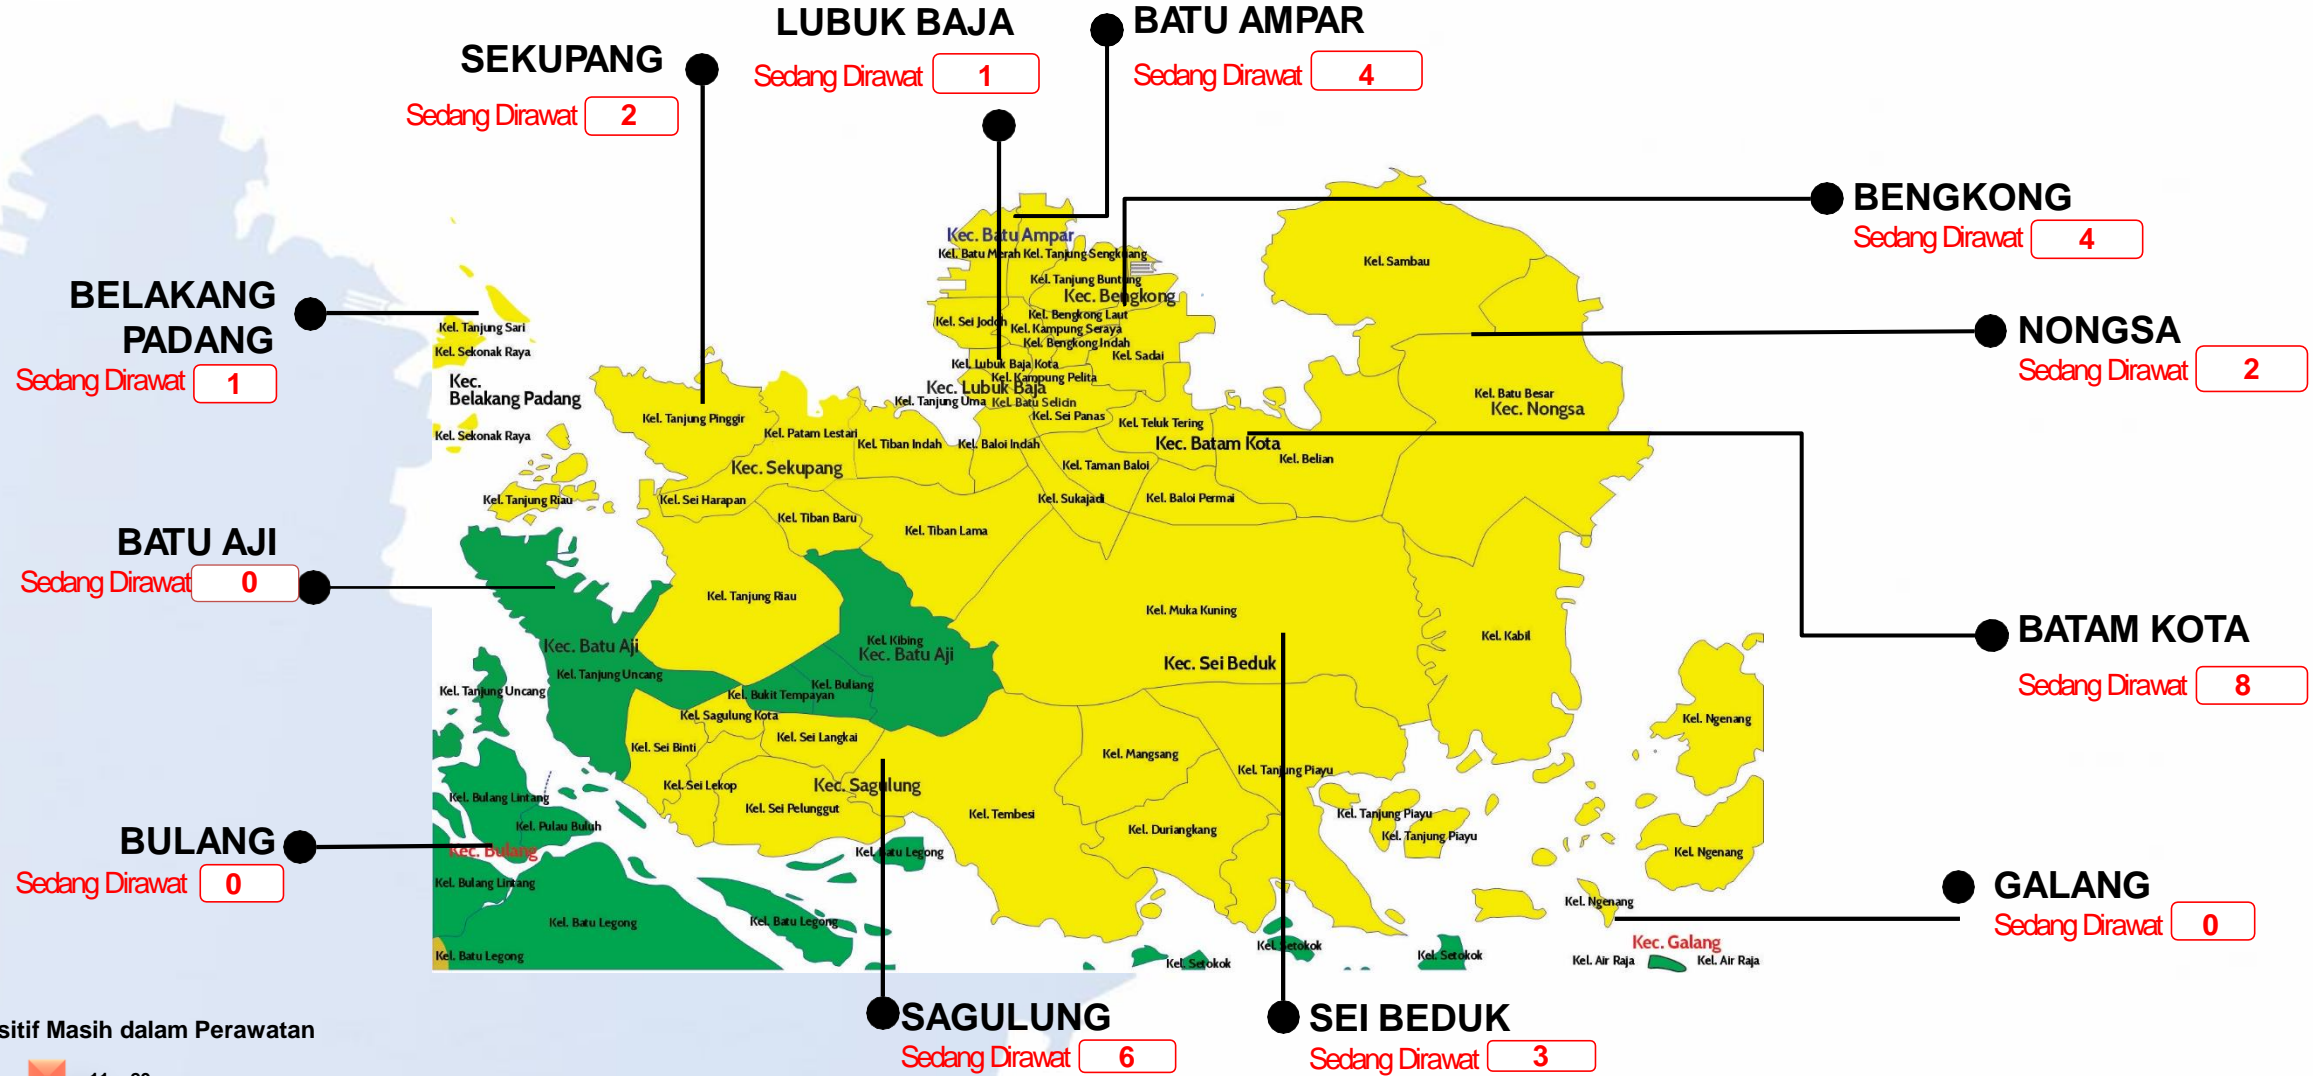 LUBUK BAJA
Sedang Dirawat 1
BATU AMPAR
Sedang Dirawat 4
SEKUPANG
Sedang Dirawat 2
BENGKONG
Sedang Dirawat 4
BELAKANG
PADANG
Sedang Dirawat 1
NONGSA
Sedang Dirawat 2
BATU AJI
Sedang Dirawat 0
BATAM KOTA
Sedang Dirawat 8
BULANG
Sedang Dirawat 0
GALANG
Sedang Dirawat 0
SAGULUNG
Sedang Dirawat 6
SEI BEDUK
Sedang Dirawat 3
Kec. Batu Ampar
Kel. Batu Merah Kel. Tanjung Sengkuang
Kel. Tanjung Buntung
Kec. Bengkong
Kel. Sei Jodoh
Kel. Bengkong Laut
Kel. Kampung Seraya
Kel. Bengkong Indah
Kel. Sadai
Kel. Lubuk Baja Kota
Kel. Kampung Pelita
Kec. Lubuk Baja
Kel. Tanjung Uma
Kel. Batu Selicin
Kel. Sei Panas
Kel. Sambau
Kel. Batu Besar
Kec. Nongsa
Kel. Tanjung Sari
Kel. Sekonak Raya
Kec.
Belakang Padang
Kel. Sekonak Raya
Kel. Tanjung Riau
Kel. Tanjung Pinggir
Kel. Patam Lestari
Kel. Tiban Indah
Kel. Baloi Indah
Kec. Sekupang
Kel. Sei Harapan
Kel. Tiban Baru
Kel. Tiban Lama
Kel. Teluk Tering
Kec. Batam Kota
Kel. Belian
Kel. Taman Baloi
Kel. Sukajadi
Kel. Baloi Permai
Kel. Tanjung Riau
Kel. Muka Kuning
Kel. Kabil
Kec. Sei Beduk
Kec. Batu Aji
Kel. Tanjung Uncang
Kel. Tanjung Uncang
Kel. Kibing
Kec. Batu Aji
Kel. Buliang
Kel. Bukit Tempayan
Kel. Sagulung Kota
Kel. Sei Langkai
Kel. Sei Binti
Kel. Sei Lekop
Kec. Sagulung
Kel. Sei Pelunggut
Kel. Tembesi
Kel. Mangsang
Kel. Tanjung Piayu
Kel. Duriangkang
Kel. Tanjung Piayu
Kel. Tanjung Piayu
Kel. Ngenang
Kel. Ngenang
Kel. Ngenang
Kel. Bulang Lintang
Kel. Pulau Buluh
Kec. Bulang
Kel. Bulang Lintang
Kel. Batu Legong
Kel. Batu Legong
Kel. Batu Legong
Kel. Batu Legong
Kel. Setokok
Kel. Setokok
Kel. Setokok
Kec. Galang
Kel. Air Raja
Kel. Air Raja
sitif Masih dalam Perawatan